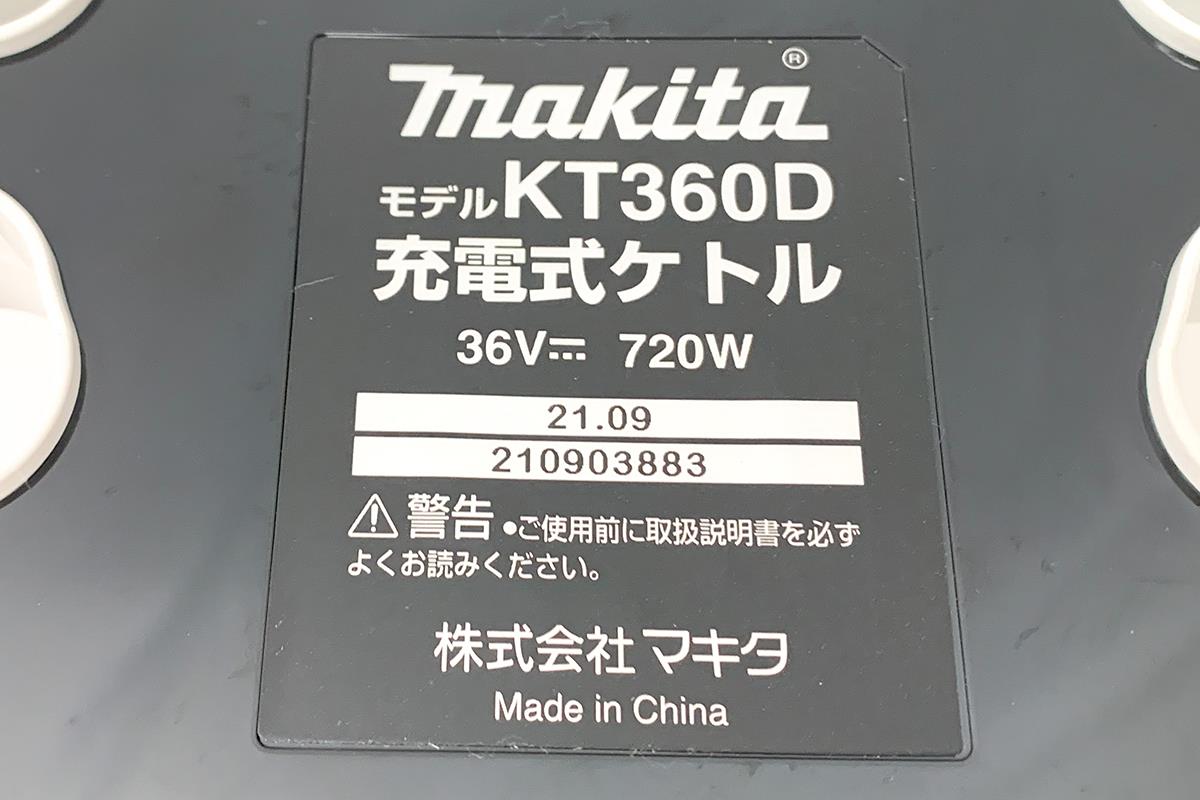 makita®
モデルKT360D
充電式ケトル
36V⎓ 720W
21.09
210903883
⚠警告 ●ご使用前に取扱説明書を必ず
よくお読みください。
株式会社マキタ
Made in China